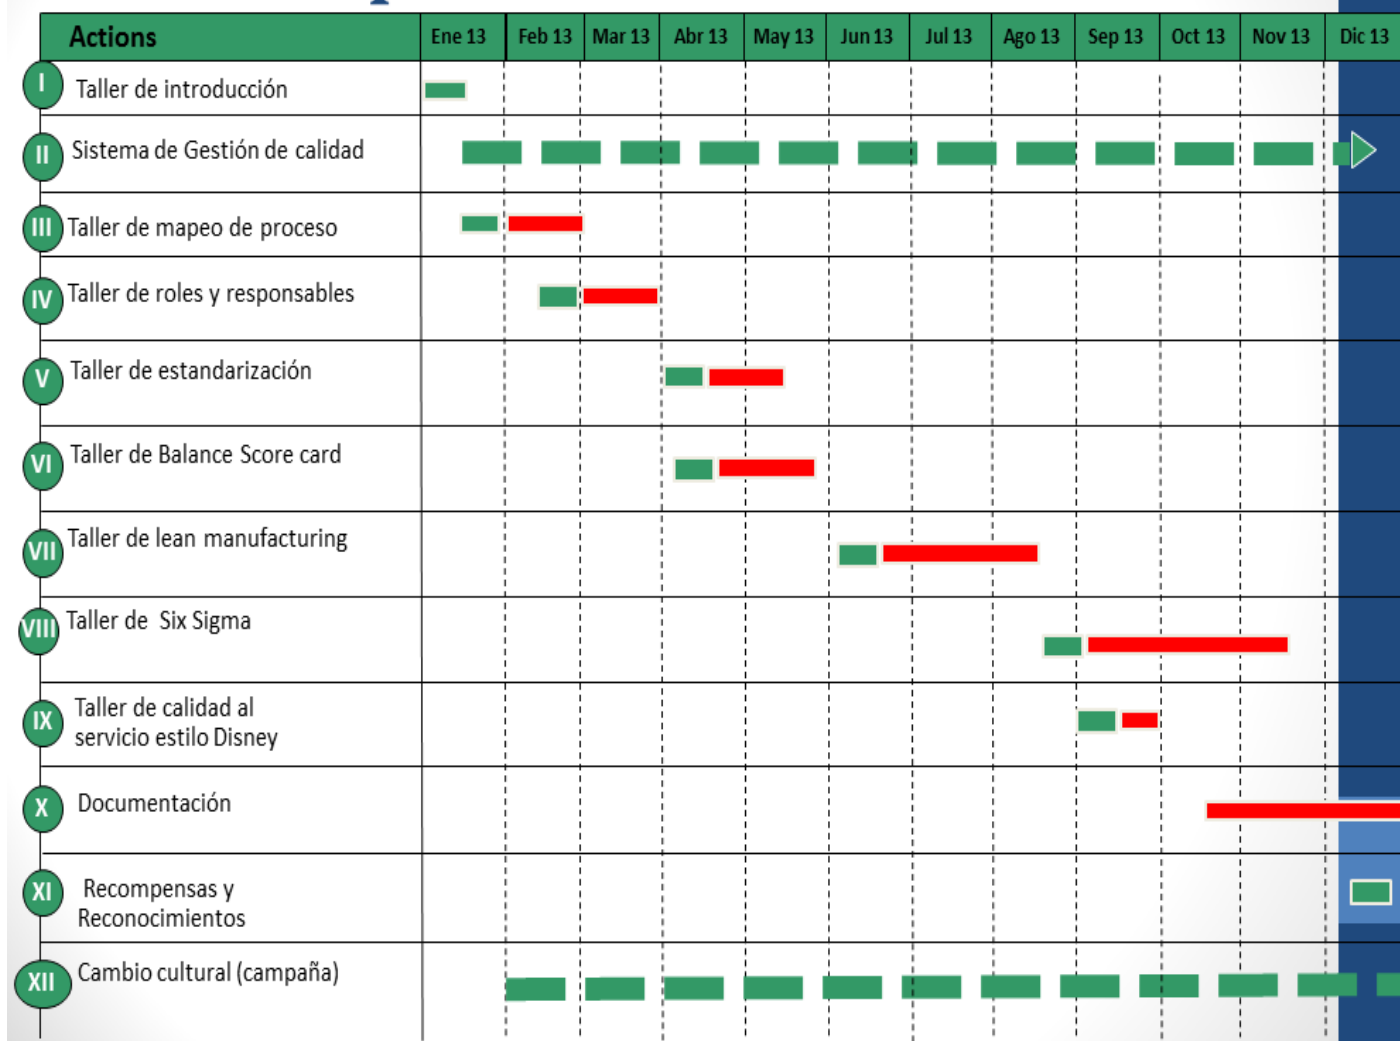 Actions Ene 13 Feb 13 Mar 13 Abr 13 May 13 Jun 13 Jul 13 Ago 13 Sep 13 Oct 13 Nov 13 Dic 13
I Taller de introducción
II Sistema de Gestión de calidad
III Taller de mapeo de proceso
IV Taller de roles y responsables
V Taller de estandarización
VI Taller de Balance Score card
VII Taller de lean manufacturing
VIII Taller de Six Sigma
IX Taller de calidad al
servicio estilo Disney
X Documentación
XI Recompensas y
Reconocimientos
XII Cambio cultural (campaña)